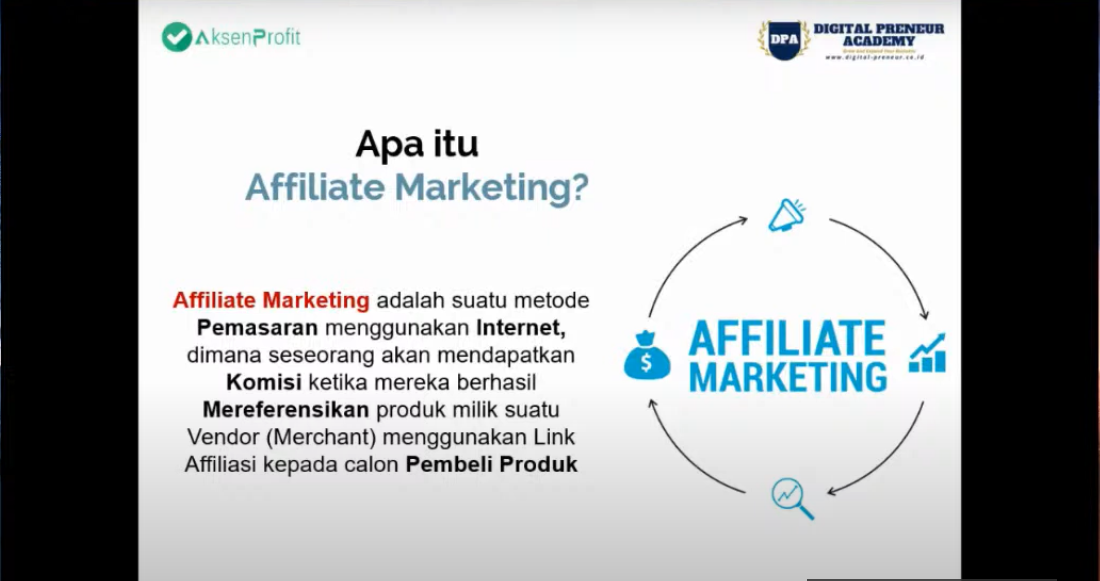 AksenProfit
DPA
DIGITAL PRENEUR
ACADEMY
www.digital-preneur.co.id
Apa itu
Affiliate Marketing?
Affiliate Marketing adalah suatu metode
Pemasaran menggunakan Internet,
dimana seseorang akan mendapatkan
Komisi ketika mereka berhasil
Mereferensikan produk milik suatu
Vendor (Merchant) menggunakan Link
Affiliasi kepada calon Pembeli Produk
$
AFFILIATE
MARKETING